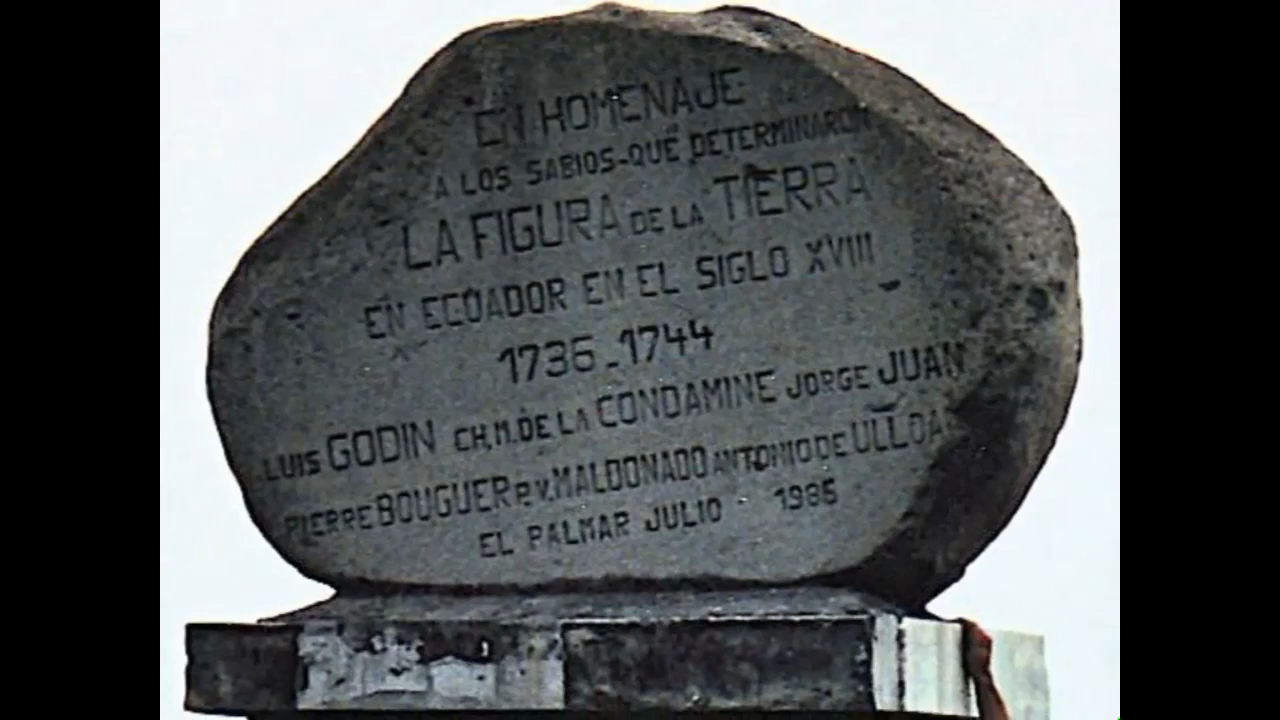 EN HOMENAJE
A LOS SABIOS-QUE DETERMINARON
LA FIGURA DE LA TIERRA
EN ECUADOR EN EL SIGLO XVIII
1736-1744
LUIS GODIN CH.M. DE LA CONDAMINE JORGE JUAN
PIERRE BOUGUER P.V. MALDONADO ANTONIO DE ULLOA
EL PALMAR JULIO - 1986